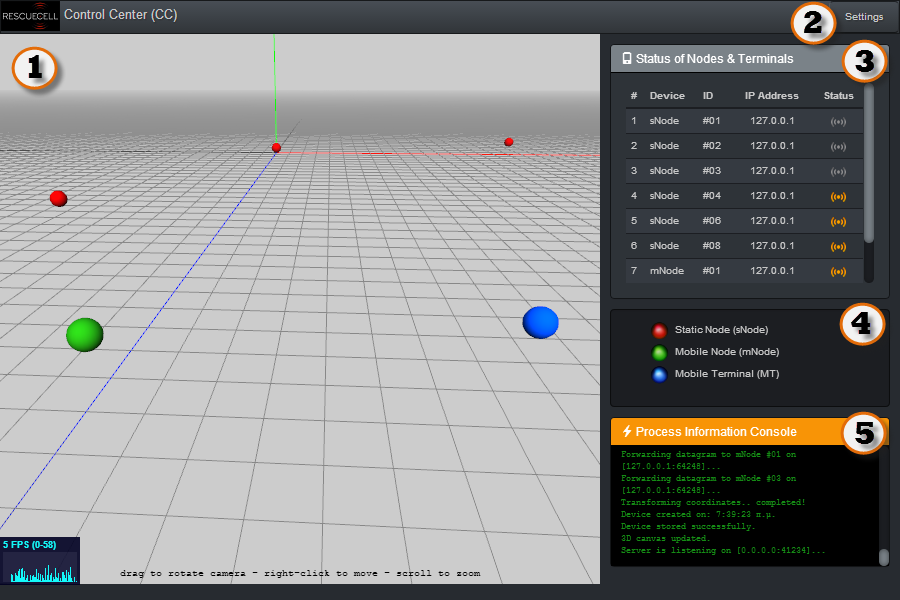 RESCUECELL
Control Center (CC)
2
Settings
1
Status of Nodes & Terminals
3
# Device ID IP Address Status
1 sNode #01 127.0.0.1
2 sNode #02 127.0.0.1
3 sNode #03 127.0.0.1
4 sNode #04 127.0.0.1
5 sNode #06 127.0.0.1
6 sNode #08 127.0.0.1
7 mNode #01 127.0.0.1
4
Static Node (sNode)
Mobile Node (mNode)
Mobile Terminal (MT)
Process Information Console
5
Forwarding datagram to mNode #01 on
[127.0.0.1:64248]...
Forwarding datagram to mNode #03 on
[127.0.0.1:64248]...
Transforming coordinates.. completed!
Device created on: 7:39:23 π.μ.
Device stored successfully.
3D canvas updated.
Server is listening on [0.0.0.0:41234]...
5 FPS (0-58)
drag to rotate camera - right-click to move - scroll to zoom